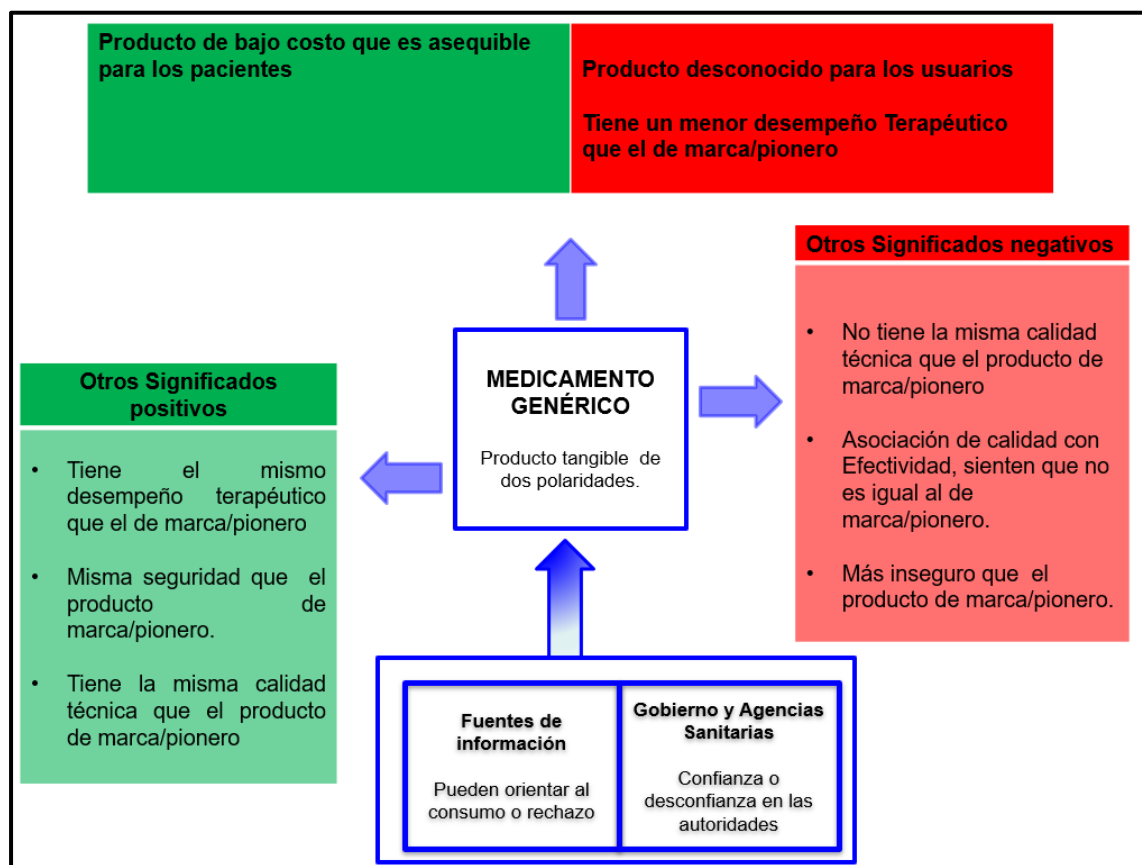 Producto de bajo costo que es asequible
para los pacientes
Producto desconocido para los usuarios
Tiene un menor desempeño Terapéutico
que el de marca/pionero
Otros Significados negativos
• No tiene la misma calidad
técnica que el producto de
marca/pionero
• Asociación de calidad con
Efectividad, sienten que no
es igual al de
marca/pionero.
• Más inseguro que el
producto de marca/pionero.
MEDICAMENTO
GENÉRICO
Producto tangible de
dos polaridades.
Otros Significados
positivos
• Tiene el mismo
desempeño terapéutico
que el de marca/pionero
• Misma seguridad que el
producto de
marca/pionero.
• Tiene la misma calidad
técnica que el producto
de marca/pionero
Fuentes de
información
Pueden orientar al
consumo o rechazo
Gobierno y Agencias
Sanitarias
Confianza o
desconfianza en las
autoridades